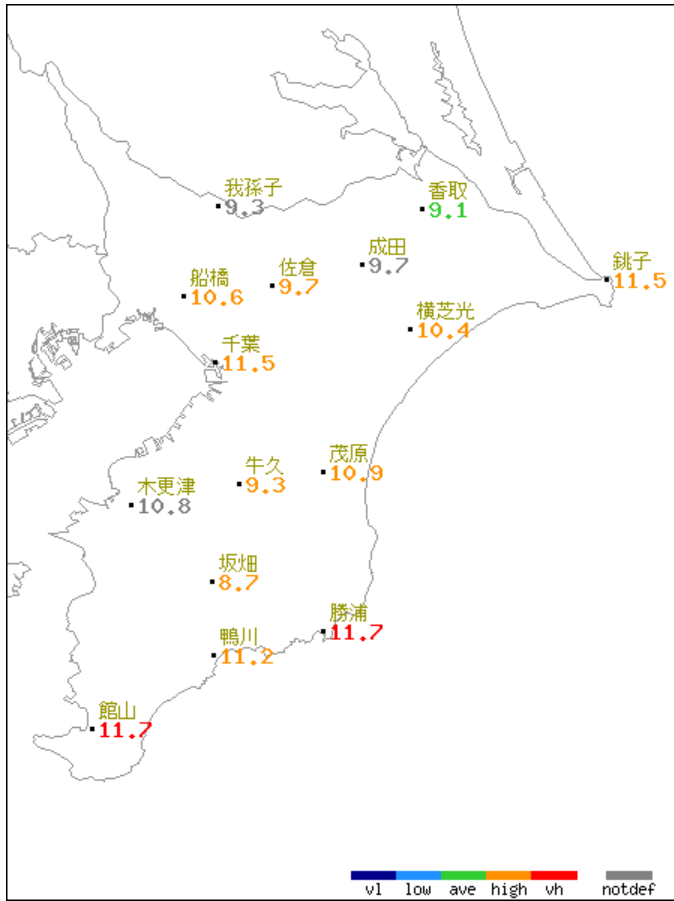 我孫子
9.3
香取
9.1
成田
9.7
佐倉
9.7
船橋
10.6
銚子
11.5
横芝光
10.4
千葉
11.5
茂原
10.9
牛久
9.3
木更津
10.8
坂畑
8.7
勝浦
11.7
鴨川
11.2
館山
11.7
vl low ave high vh notdef